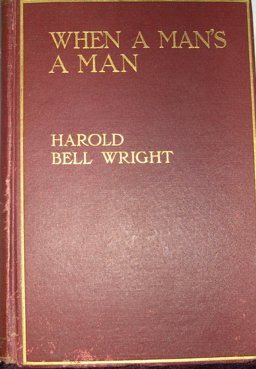 WHEN A MAN'S
A MAN
HAROLD
BELL WRIGHT